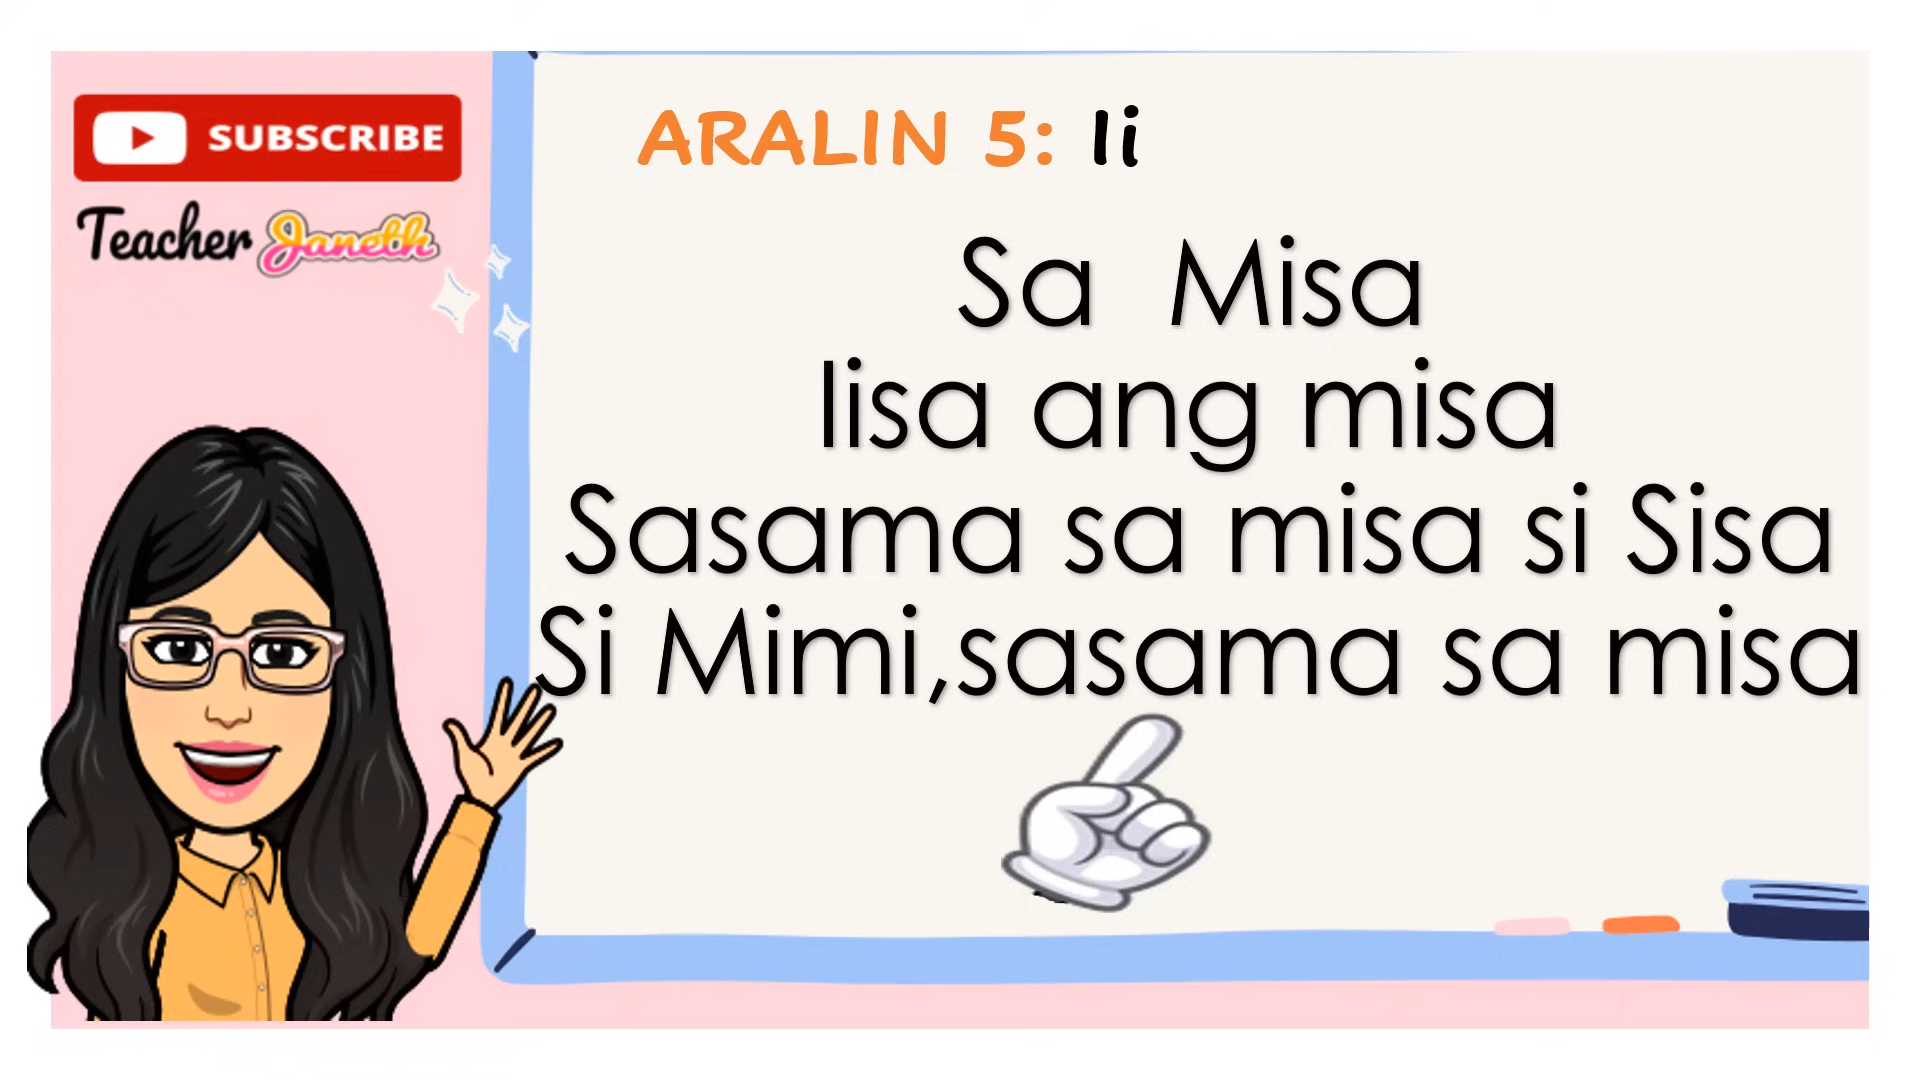 SUBSCRIBE
Teacher Janeth
ARALIN 5: Ii
Sa Misa
Iisa ang misa
Sasama sa misa si Sisa
Si Mimi,sasama sa misa